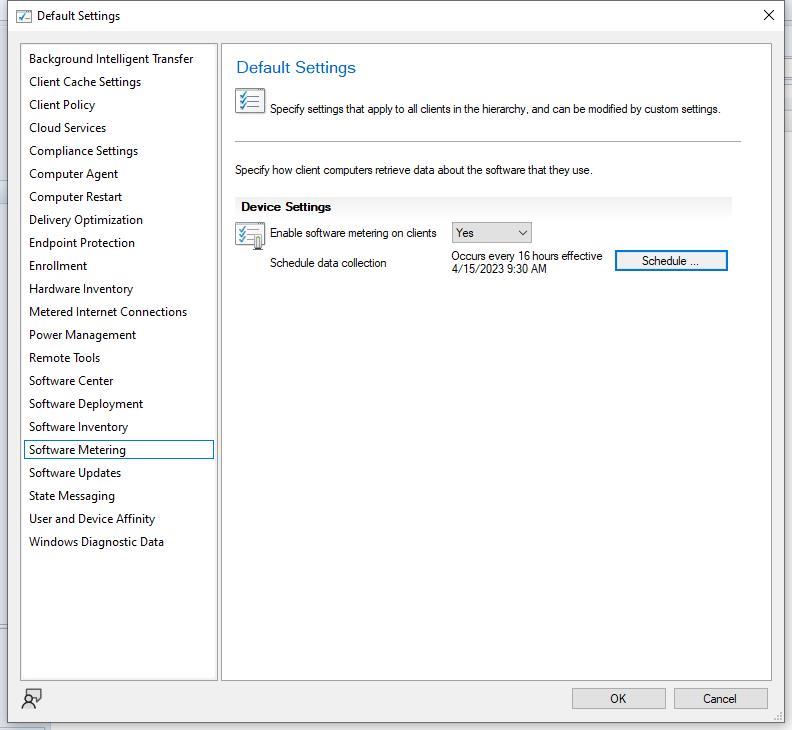 Default Settings
Background Intelligent Transfer
Client Cache Settings
Client Policy
Cloud Services
Compliance Settings
Computer Agent
Computer Restart
Delivery Optimization
Endpoint Protection
Enrollment
Hardware Inventory
Metered Internet Connections
Power Management
Remote Tools
Software Center
Software Deployment
Software Inventory
Software Metering
Software Updates
State Messaging
User and Device Affinity
Windows Diagnostic Data
Default Settings
Specify settings that apply to all clients in the hierarchy, and can be modified by custom settings.
Specify how client computers retrieve data about the software that they use.
Device Settings
Enable software metering on clients
Yes
Schedule data collection
Occurs every 16 hours effective
4/15/2023 9:30 AM
Schedule ...
OK
Cancel